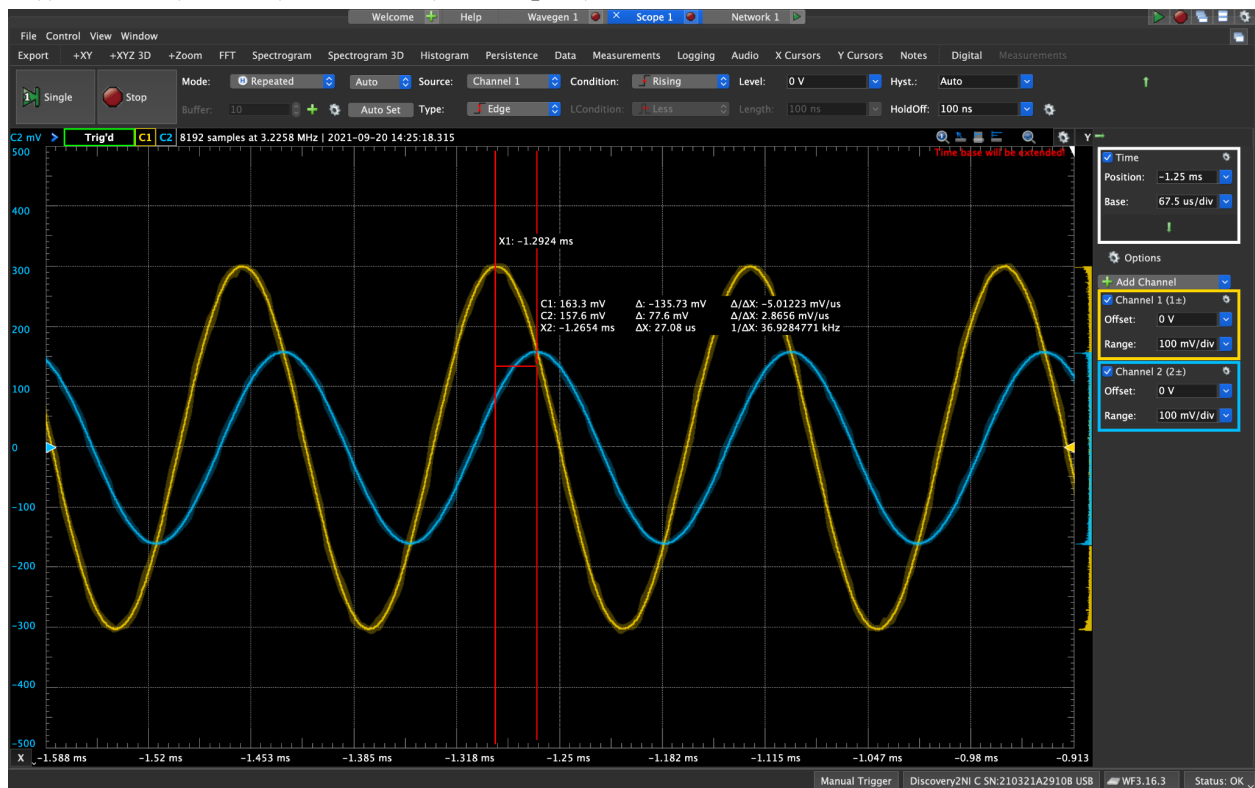 Welcome Help Wavegen 1 Scope 1 Network 1
File Control View Window
Export +XY +XYZ 3D +Zoom FFT Spectrogram Spectrogram 3D Histogram Persistence Data Measurements Logging Audio X Cursors Y Cursors Notes Digital Measurements
Single Stop Mode: Repeated Auto Source: Channel 1 Condition: Rising Level: 0 V Hyst.: Auto
Buffer: 10 Auto Set Type: Edge LCondition: Less Length: 100 ns HoldOff: 100 ns
C2 mV Trig'd C1 C2 8192 samples at 3.2258 MHz | 2021-09-20 14:25:18.315 Y
Time base will be extended!
500
400
300
200
100
0
-100
-200
-300
-400
-500
X1: -1.2924 ms
C1: 163.3 mV Δ: -135.73 mV Δ/ΔX: -5.01223 mV/us
C2: 157.6 mV Δ: 77.6 mV Δ/ΔX: 2.8656 mV/us
X2: -1.2654 ms ΔX: 27.08 us 1/ΔX: 36.9284771 kHz
X -1.588 ms -1.52 ms -1.453 ms -1.385 ms -1.318 ms -1.25 ms -1.182 ms -1.115 ms -1.047 ms -0.98 ms -0.913
Time
Position: -1.25 ms
Base: 67.5 us/div
Options
Add Channel
Channel 1 (1±)
Offset: 0 V
Range: 100 mV/div
Channel 2 (2±)
Offset: 0 V
Range: 100 mV/div
Manual Trigger Discovery2NI C SN:210321A2910B USB WF3.16.3 Status: OK